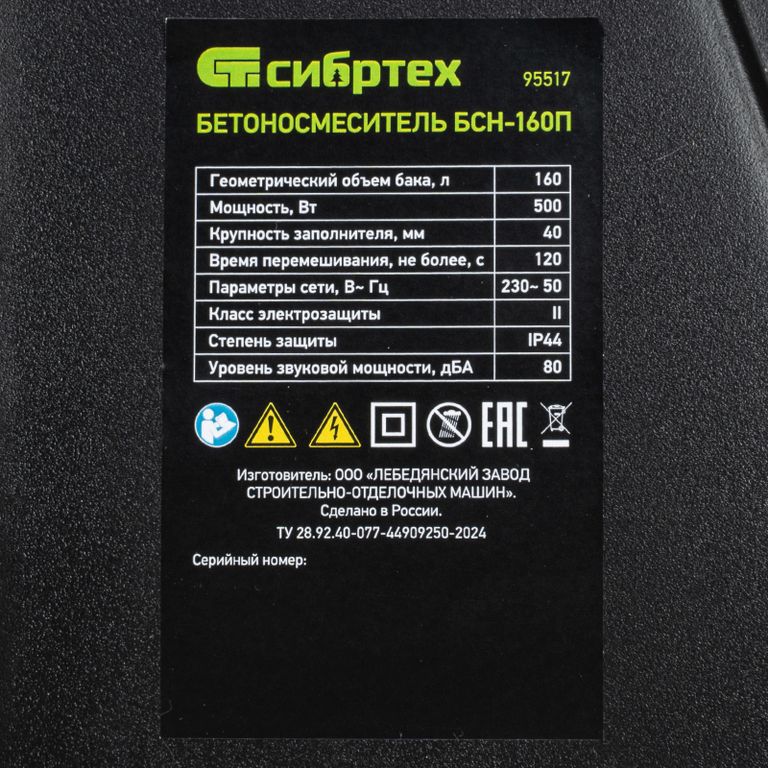 сибртех 95517
БЕТОНОСМЕСИТЕЛЬ БСН-160П
Геометрический объем бака, л 160
Мощность, Вт 500
Крупность заполнителя, мм 40
Время перемешивания, не более, с 120
Параметры сети, В~ Гц 230~ 50
Класс электрозащиты II
Степень защиты IP44
Уровень звуковой мощности, дБА 80
ЕАС
Изготовитель: ООО «ЛЕБЕДЯНСКИЙ ЗАВОД
СТРОИТЕЛЬНО-ОТДЕЛОЧНЫХ МАШИН».
Сделано в России.
ТУ 28.92.40-077-44909250-2024
Серийный номер: